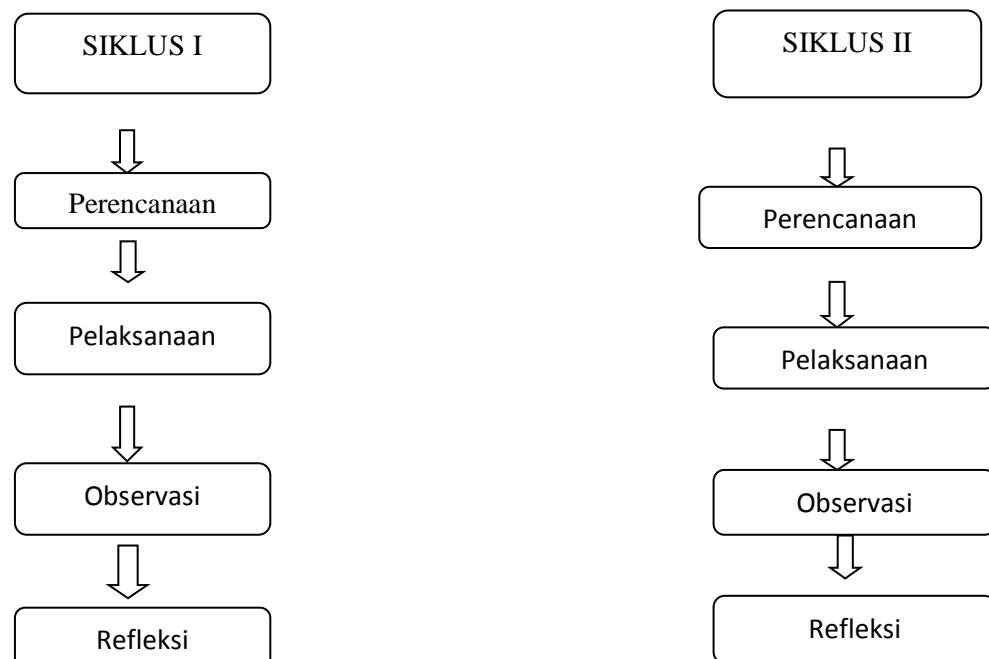 SIKLUS I
Perencanaan
Pelaksanaan
Observasi
Refleksi
SIKLUS II
Perencanaan
Pelaksanaan
Observasi
Refleksi